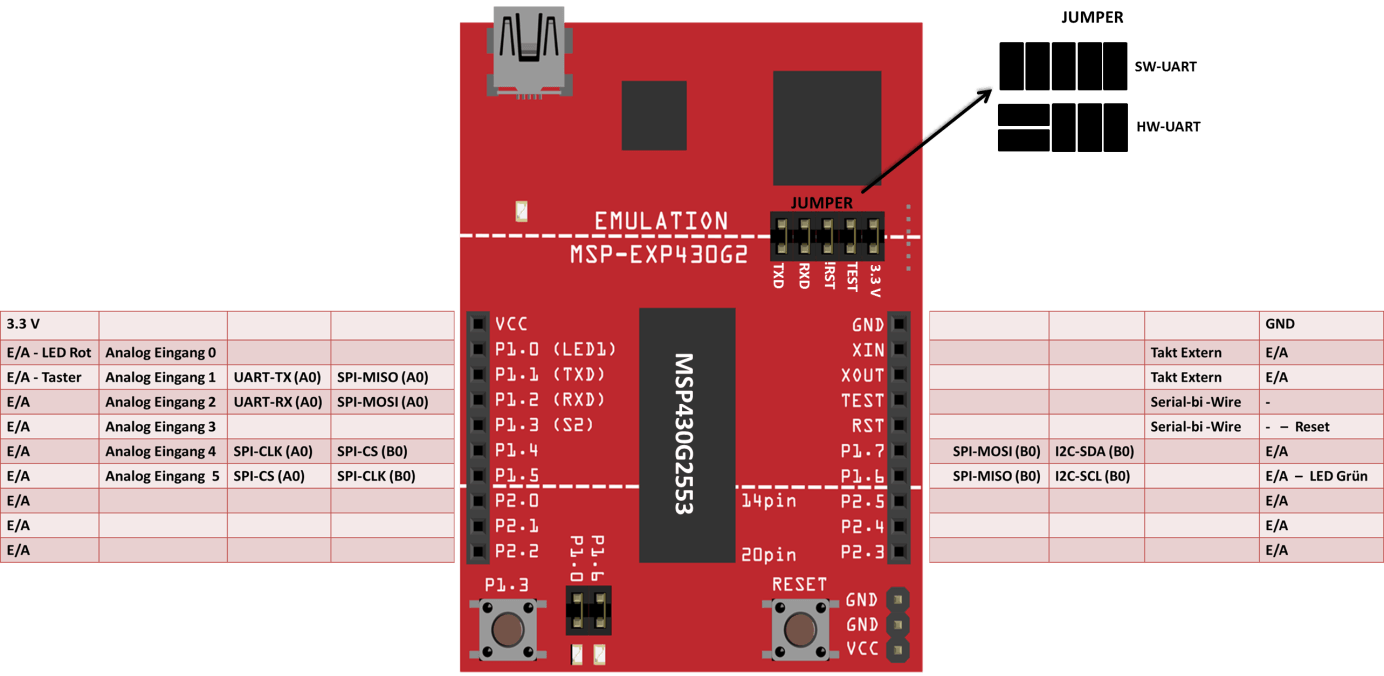 JUMPER
SW-UART
HW-UART
JUMPER
EMULATION
MSP-EXP430G2
TXD
RXD
!RST
TEST
3.3 V
3.3 V
E/A - LED Rot Analog Eingang 0
E/A - Taster Analog Eingang 1 UART-TX (A0) SPI-MISO (A0)
E/A Analog Eingang 2 UART-RX (A0) SPI-MOSI (A0)
E/A Analog Eingang 3
E/A Analog Eingang 4 SPI-CLK (A0) SPI-CS (B0)
E/A Analog Eingang 5 SPI-CS (A0) SPI-CLK (B0)
E/A
E/A
E/A
VCC
P1.0 (LED1)
P1.1 (TXD)
P1.2 (RXD)
P1.3 (S2)
P1.4
P1.5
P2.0
P2.1
P2.2
MSP430G2553
14pin
20pin
GND
XIN
XOUT
TEST
RST
P1.7
P1.6
P2.5
P2.4
P2.3
GND
Takt Extern E/A
Takt Extern E/A
Serial-bi -Wire -
Serial-bi -Wire - – Reset
SPI-MOSI (B0) I2C-SDA (B0) E/A
SPI-MISO (B0) I2C-SCL (B0) E/A – LED Grün
E/A
E/A
E/A
P1.3
P1.0
P1.6
RESET
GND
GND
VCC